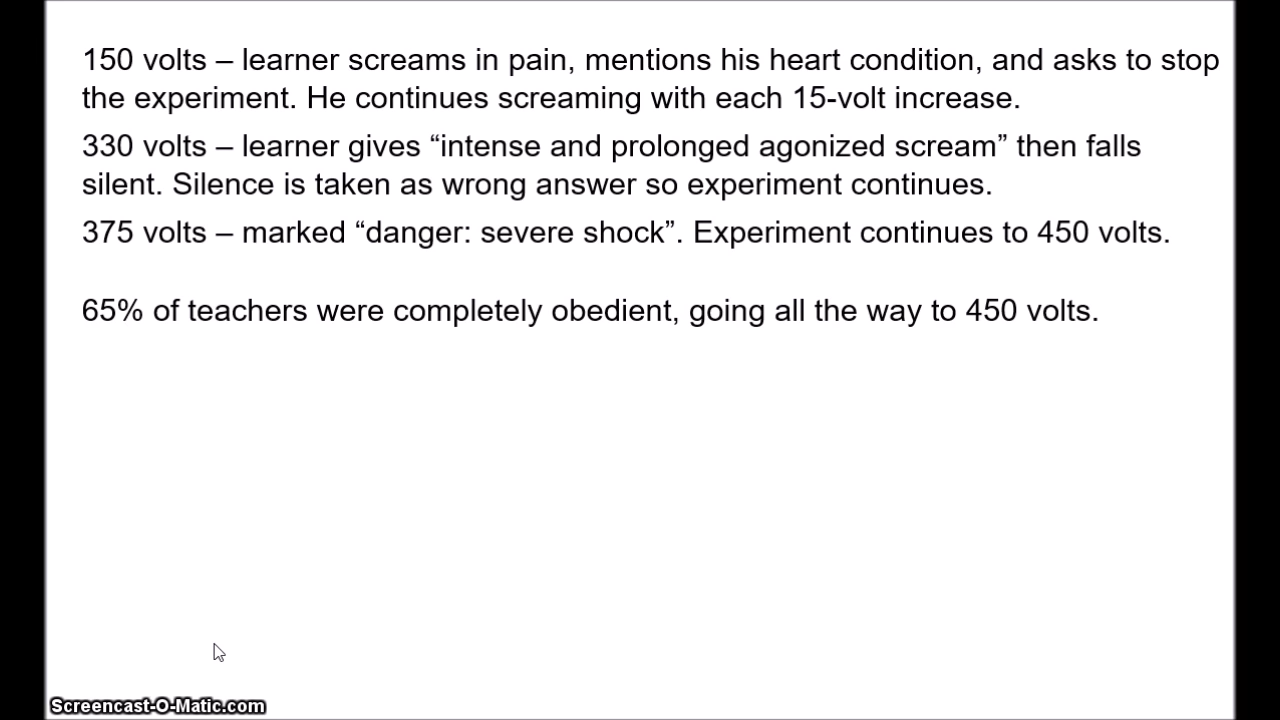 150 volts – learner screams in pain, mentions his heart condition, and asks to stop
the experiment. He continues screaming with each 15-volt increase.
330 volts – learner gives “intense and prolonged agonized scream” then falls
silent. Silence is taken as wrong answer so experiment continues.
375 volts – marked “danger: severe shock”. Experiment continues to 450 volts.
65% of teachers were completely obedient, going all the way to 450 volts.
Screencast-O-Matic.com